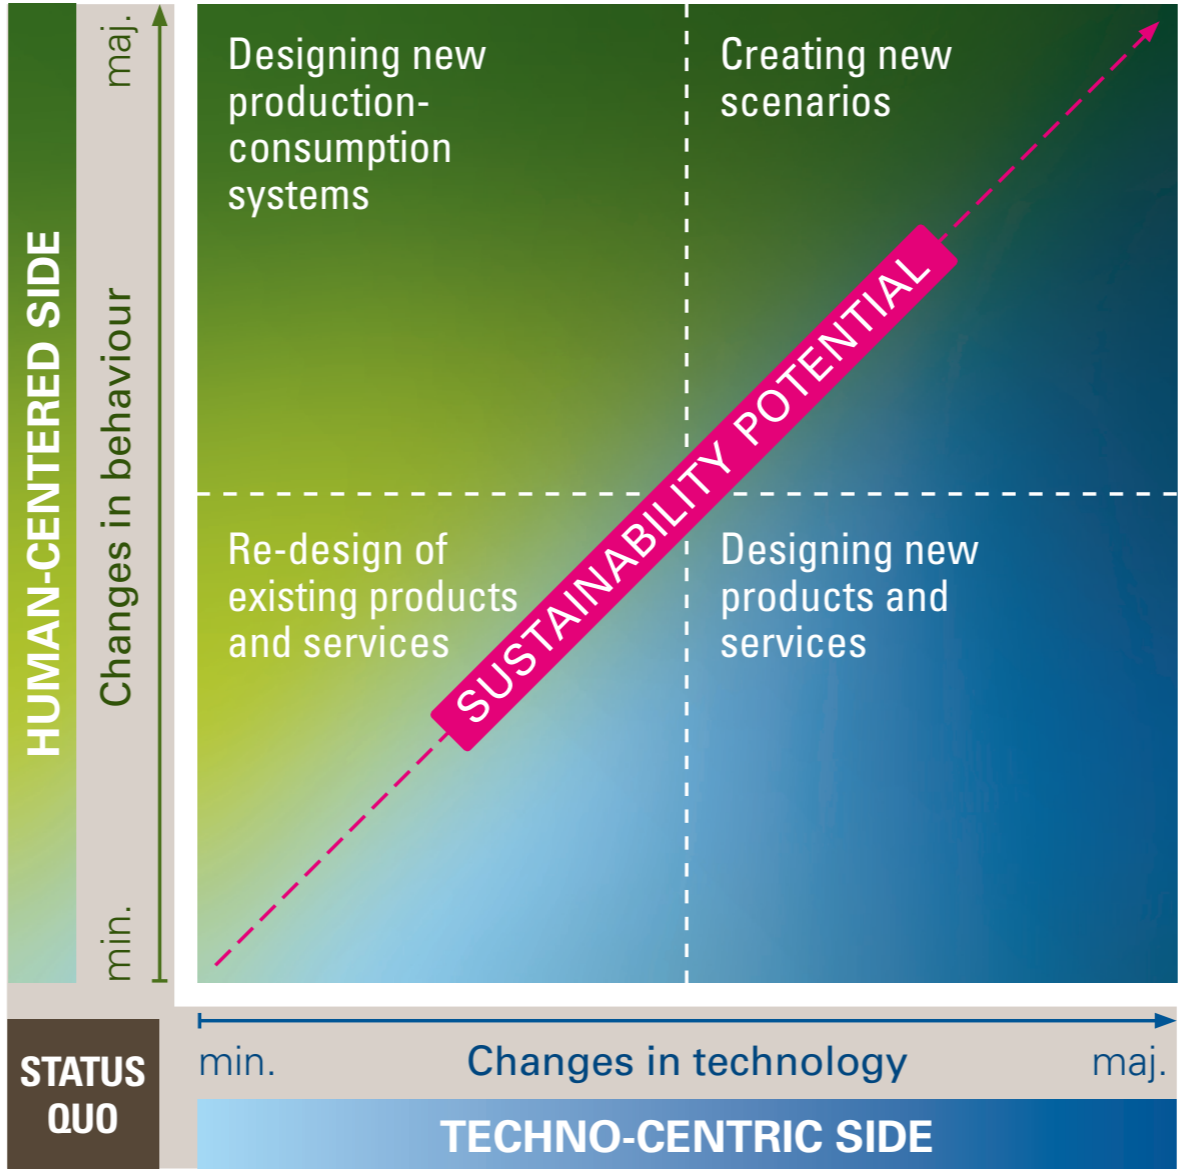 HUMAN-CENTERED SIDE
maj.
Changes in behaviour
min.
Designing new
production-
consumption
systems
Creating new
scenarios
SUSTAINABILITY POTENTIAL
Re-design of
existing products
and services
Designing new
products and
services
STATUS
QUO
min.
Changes in technology
maj.
TECHNO-CENTRIC SIDE